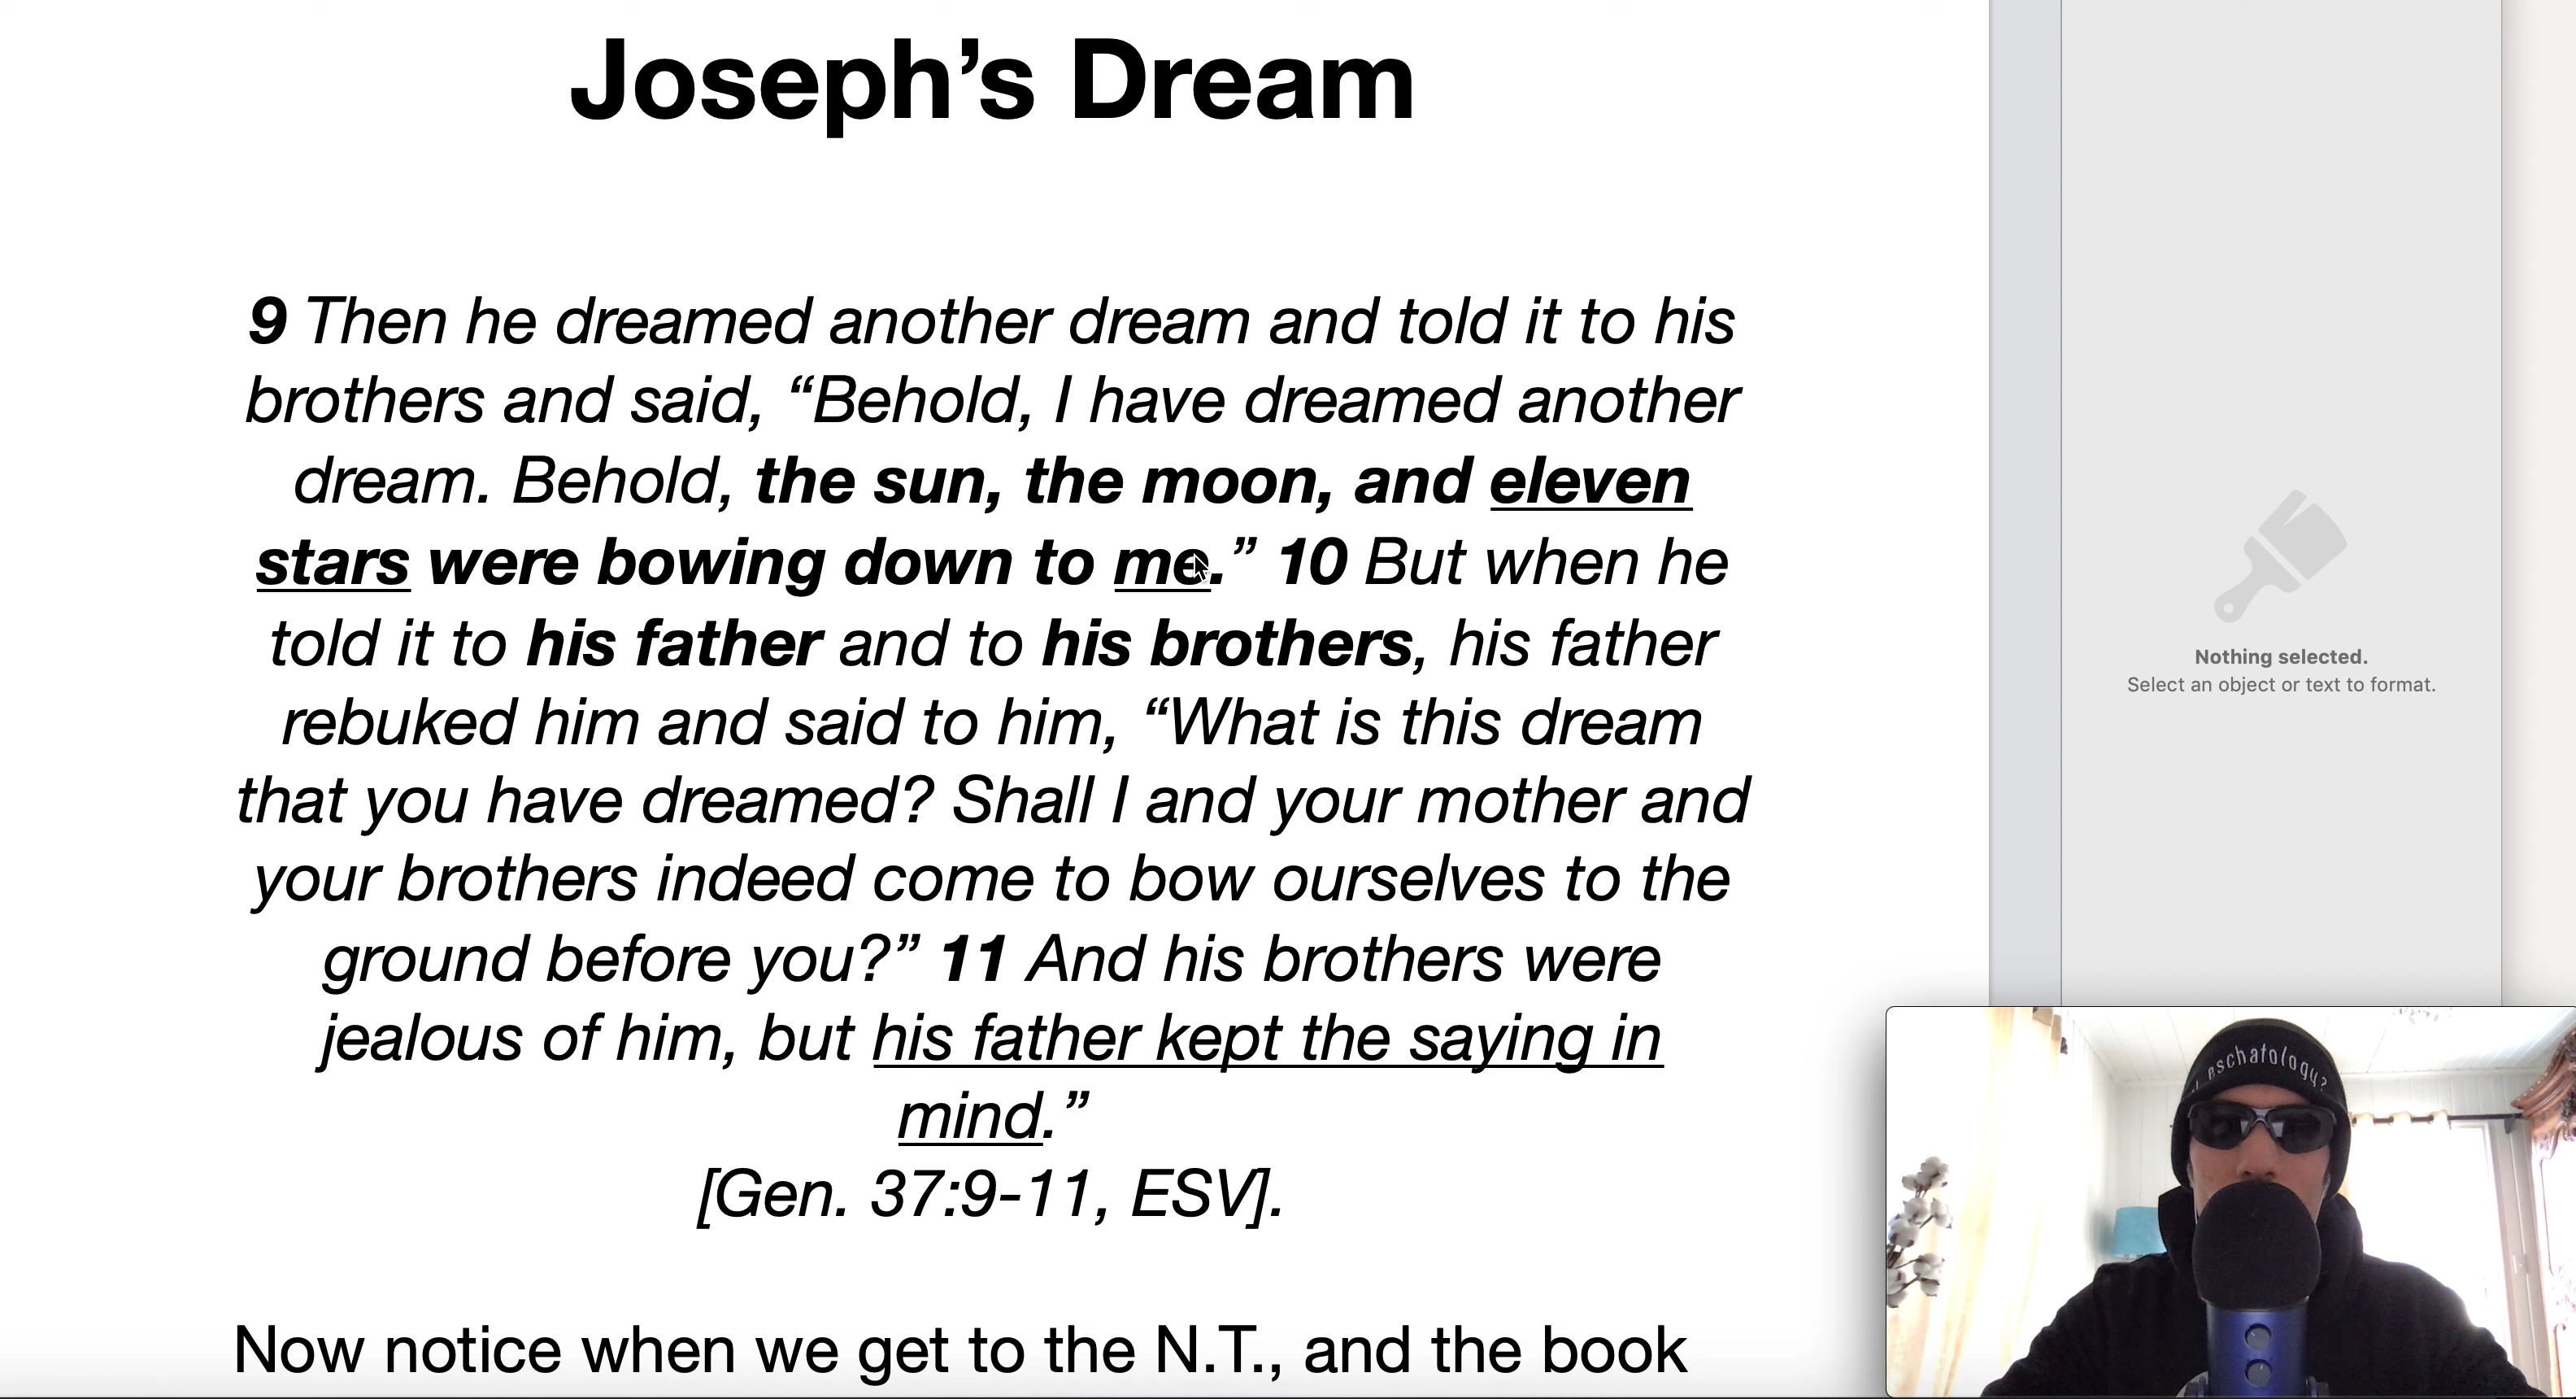 Joseph’s Dream
9 Then he dreamed another dream and told it to his
brothers and said, “Behold, I have dreamed another
dream. Behold, the sun, the moon, and eleven
stars were bowing down to me.” 10 But when he
told it to his father and to his brothers, his father
rebuked him and said to him, “What is this dream
that you have dreamed? Shall I and your mother and
your brothers indeed come to bow ourselves to the
ground before you?” 11 And his brothers were
jealous of him, but his father kept the saying in
mind.”
[Gen. 37:9-11, ESV].
Now notice when we get to the N.T., and the book
Nothing selected.
Select an object or text to format.
eschatology?